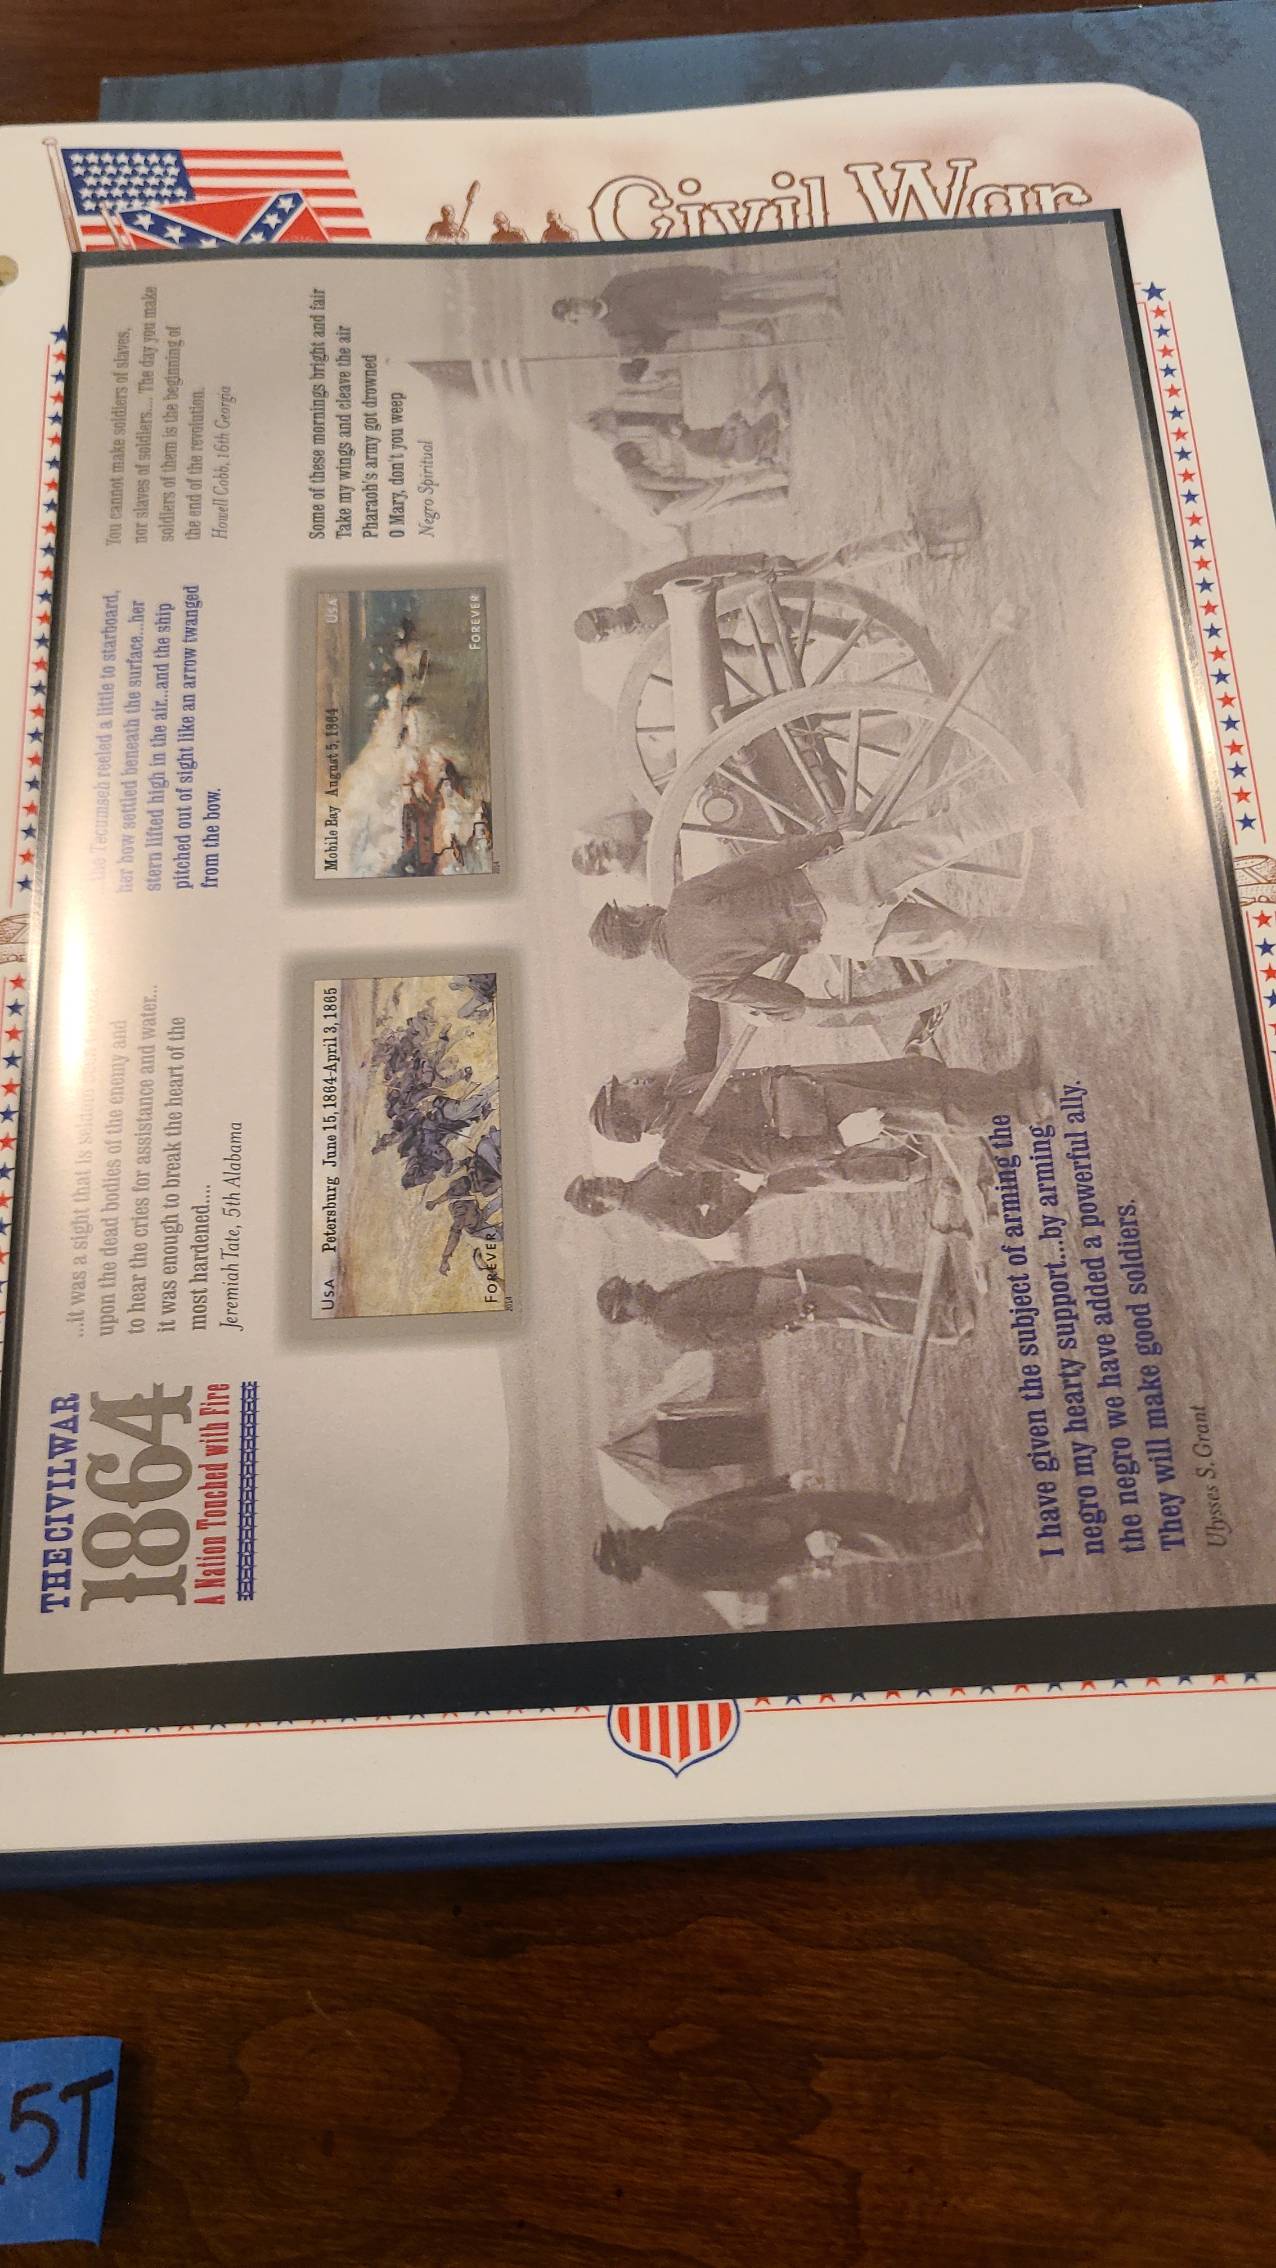 Civil War
THE CIVIL WAR
1864
A Nation Touched with Fire
...it was a sight that is
upon the dead bodies of the enemy and
to hear the cries for assistance and water...
it was enough to break the heart of the
most hardened....
Jeremiah Tate, 5th Alabama
the Tecumseh reeled a little to starboard,
her bow settled beneath the surface...her
stern lifted high in the air...and the ship
pitched out of sight like an arrow twanged
from the bow.
You cannot make soldiers of slaves,
nor slaves of soldiers.... The day you make
soldiers of them is the beginning of
the end of the revolution.
Howell Cobb, 16th Georgia
USA Petersburg June 15, 1864-April 3, 1865
FOREVER
2014
Mobile Bay August 5, 1864 USA
FOREVER
2014
Some of these mornings bright and fair
Take my wings and cleave the air
Pharaoh's army got drowned
O Mary, don't you weep
Negro Spiritual
I have given the subject of arming the
negro my hearty support...by arming
the negro we have added a powerful ally.
They will make good soldiers.
Ulysses S. Grant
.5T